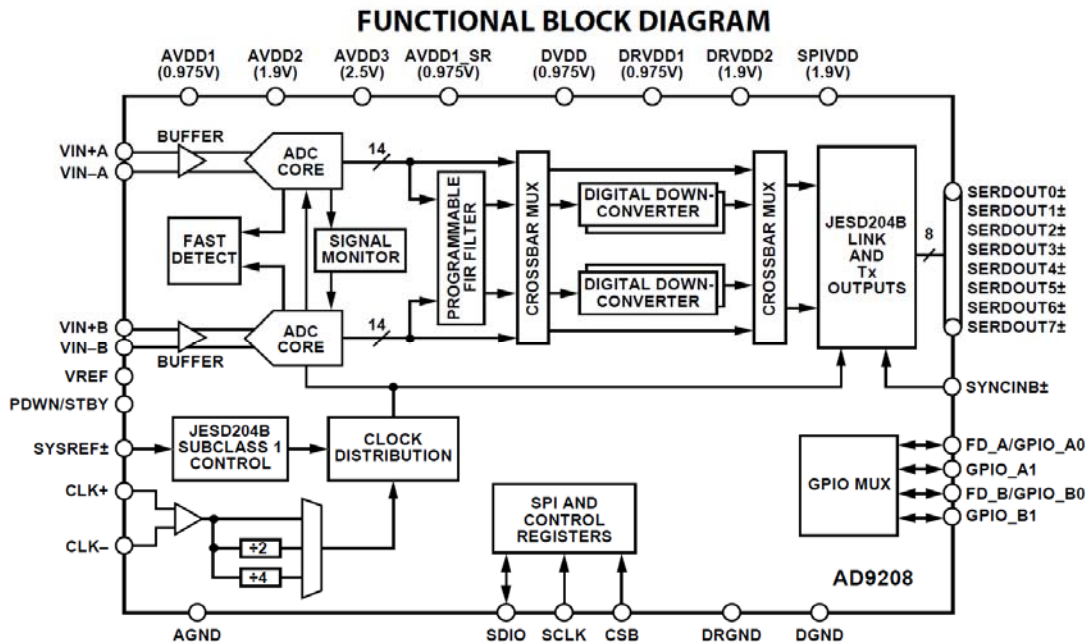 FUNCTIONAL BLOCK DIAGRAM
AVDD1
(0.975V)
AVDD2
(1.9V)
AVDD3
(2.5V)
AVDD1_SR
(0.975V)
DVDD
(0.975V)
DRVDD1
(0.975V)
DRVDD2
(1.9V)
SPIVDD
(1.9V)
VIN+A
VIN–A
BUFFER
ADC
CORE
14
FAST
DETECT
SIGNAL
MONITOR
PROGRAMMABLE
FIR FILTER
CROSSBAR MUX
DIGITAL DOWN-
CONVERTER
DIGITAL DOWN-
CONVERTER
CROSSBAR MUX
JESD204B
LINK
AND
Tx
OUTPUTS
8
SERDOUT0±
SERDOUT1±
SERDOUT2±
SERDOUT3±
SERDOUT4±
SERDOUT5±
SERDOUT6±
SERDOUT7±
VIN+B
VIN–B
BUFFER
ADC
CORE
14
VREF
PDWN/STBY
SYNCINB±
SYSREF±
JESD204B
SUBCLASS 1
CONTROL
CLOCK
DISTRIBUTION
CLK+
CLK–
÷2
÷4
SPI AND
CONTROL
REGISTERS
GPIO MUX
FD_A/GPIO_A0
GPIO_A1
FD_B/GPIO_B0
GPIO_B1
AD9208
AGND
SDIO
SCLK
CSB
DRGND
DGND